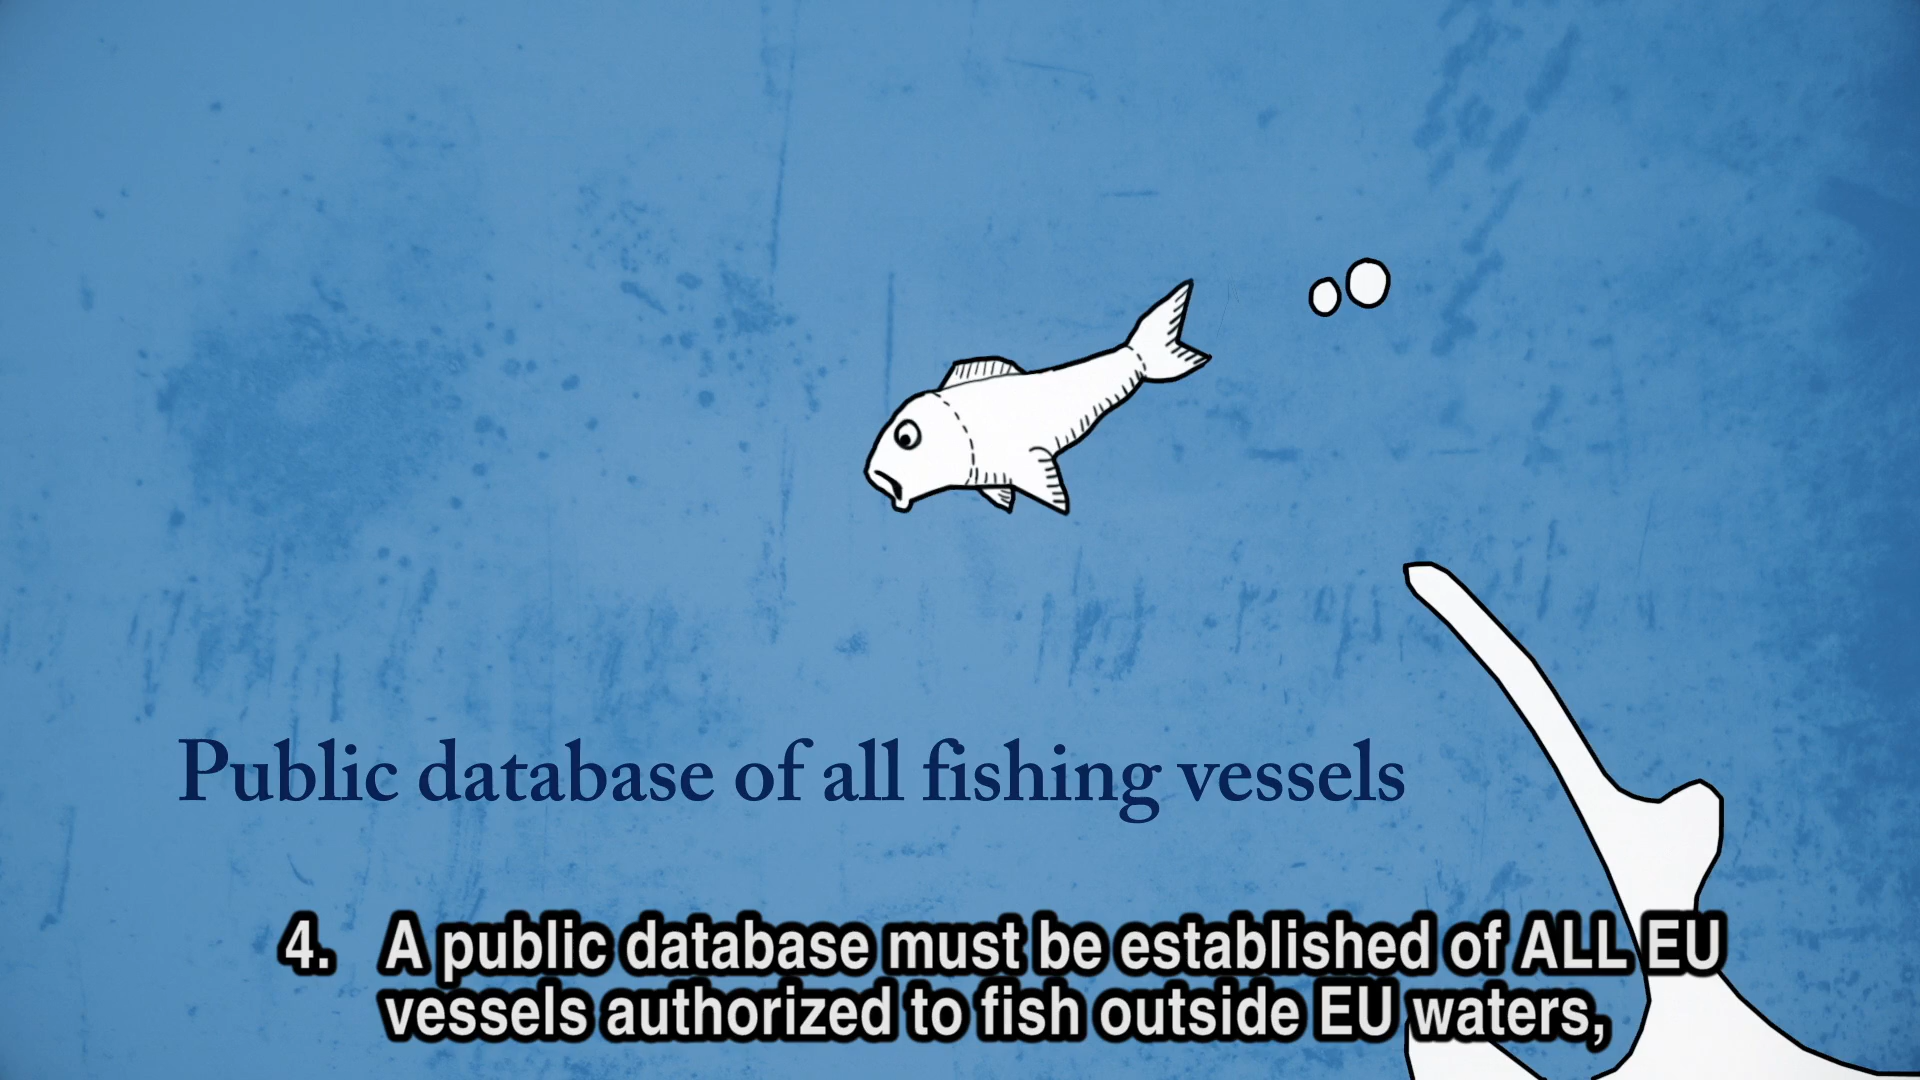 Public database of all fishing vessels
4. A public database must be established of ALL EU
vessels authorized to fish outside EU waters,